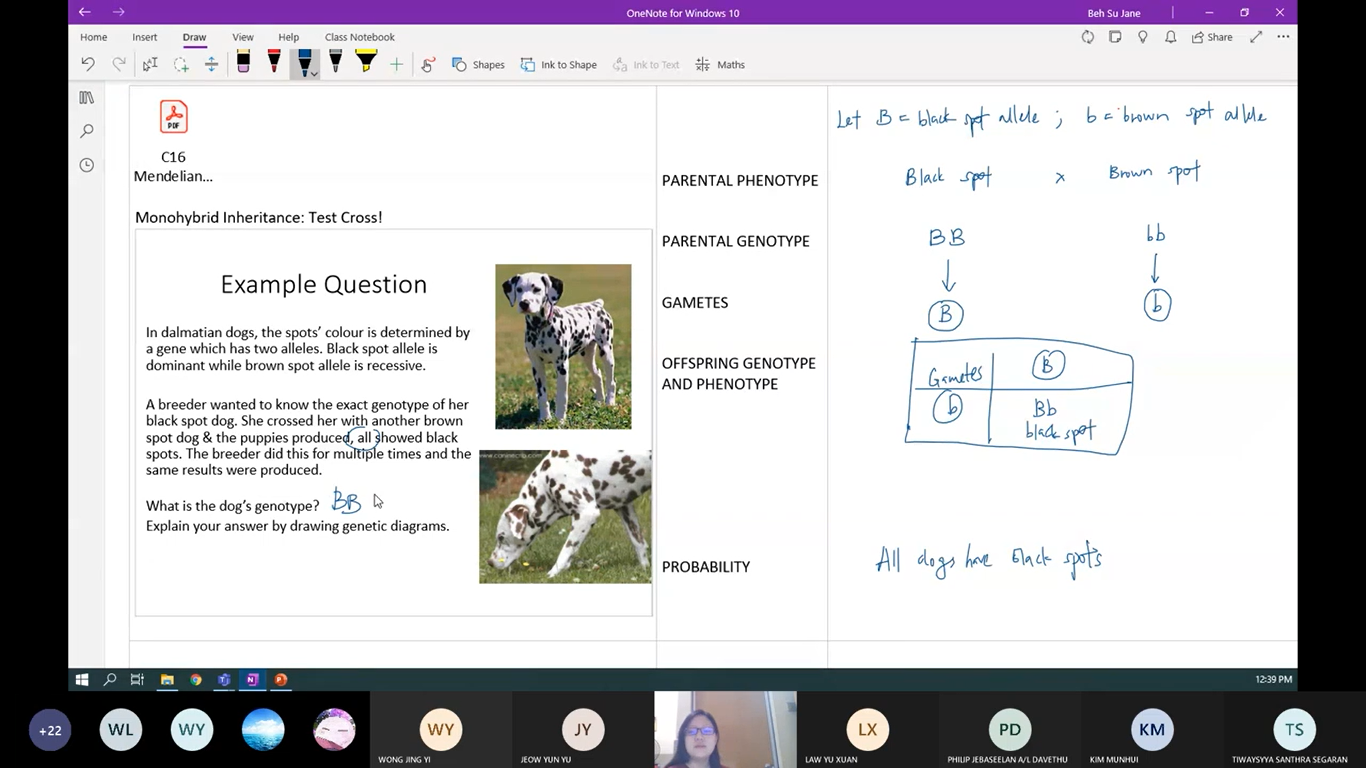 OneNote for Windows 10
Beh Su Jane
Home Insert Draw View Help Class Notebook
Share
Shapes Ink to Shape Ink to Text Maths
PDF
C16
Mendelian...
Monohybrid Inheritance: Test Cross!
Example Question
In dalmatian dogs, the spots' colour is determined by
a gene which has two alleles. Black spot allele is
dominant while brown spot allele is recessive.
A breeder wanted to know the exact genotype of her
black spot dog. She crossed her with another brown
spot dog & the puppies produced, all showed black
spots. The breeder did this for multiple times and the
same results were produced.
What is the dog's genotype? BB
Explain your answer by drawing genetic diagrams.
Let B = black spot allele ; b = brown spot allele
PARENTAL PHENOTYPE
Black spot x Brown spot
PARENTAL GENOTYPE
BB bb
GAMETES
B b
OFFSPRING GENOTYPE
AND PHENOTYPE
Gametes B
b Bb
black spot
PROBABILITY
All dogs have black spots
12:39 PM
+22 WL WY WY JY LX PD KM TS
WONG JING YI JEOW YUN YU LAW YU XUAN PHILIP JEBASEELAN A/L DAVETHU KIM MUNHUI TIWAYSYYA SANTHRA SEGARAN